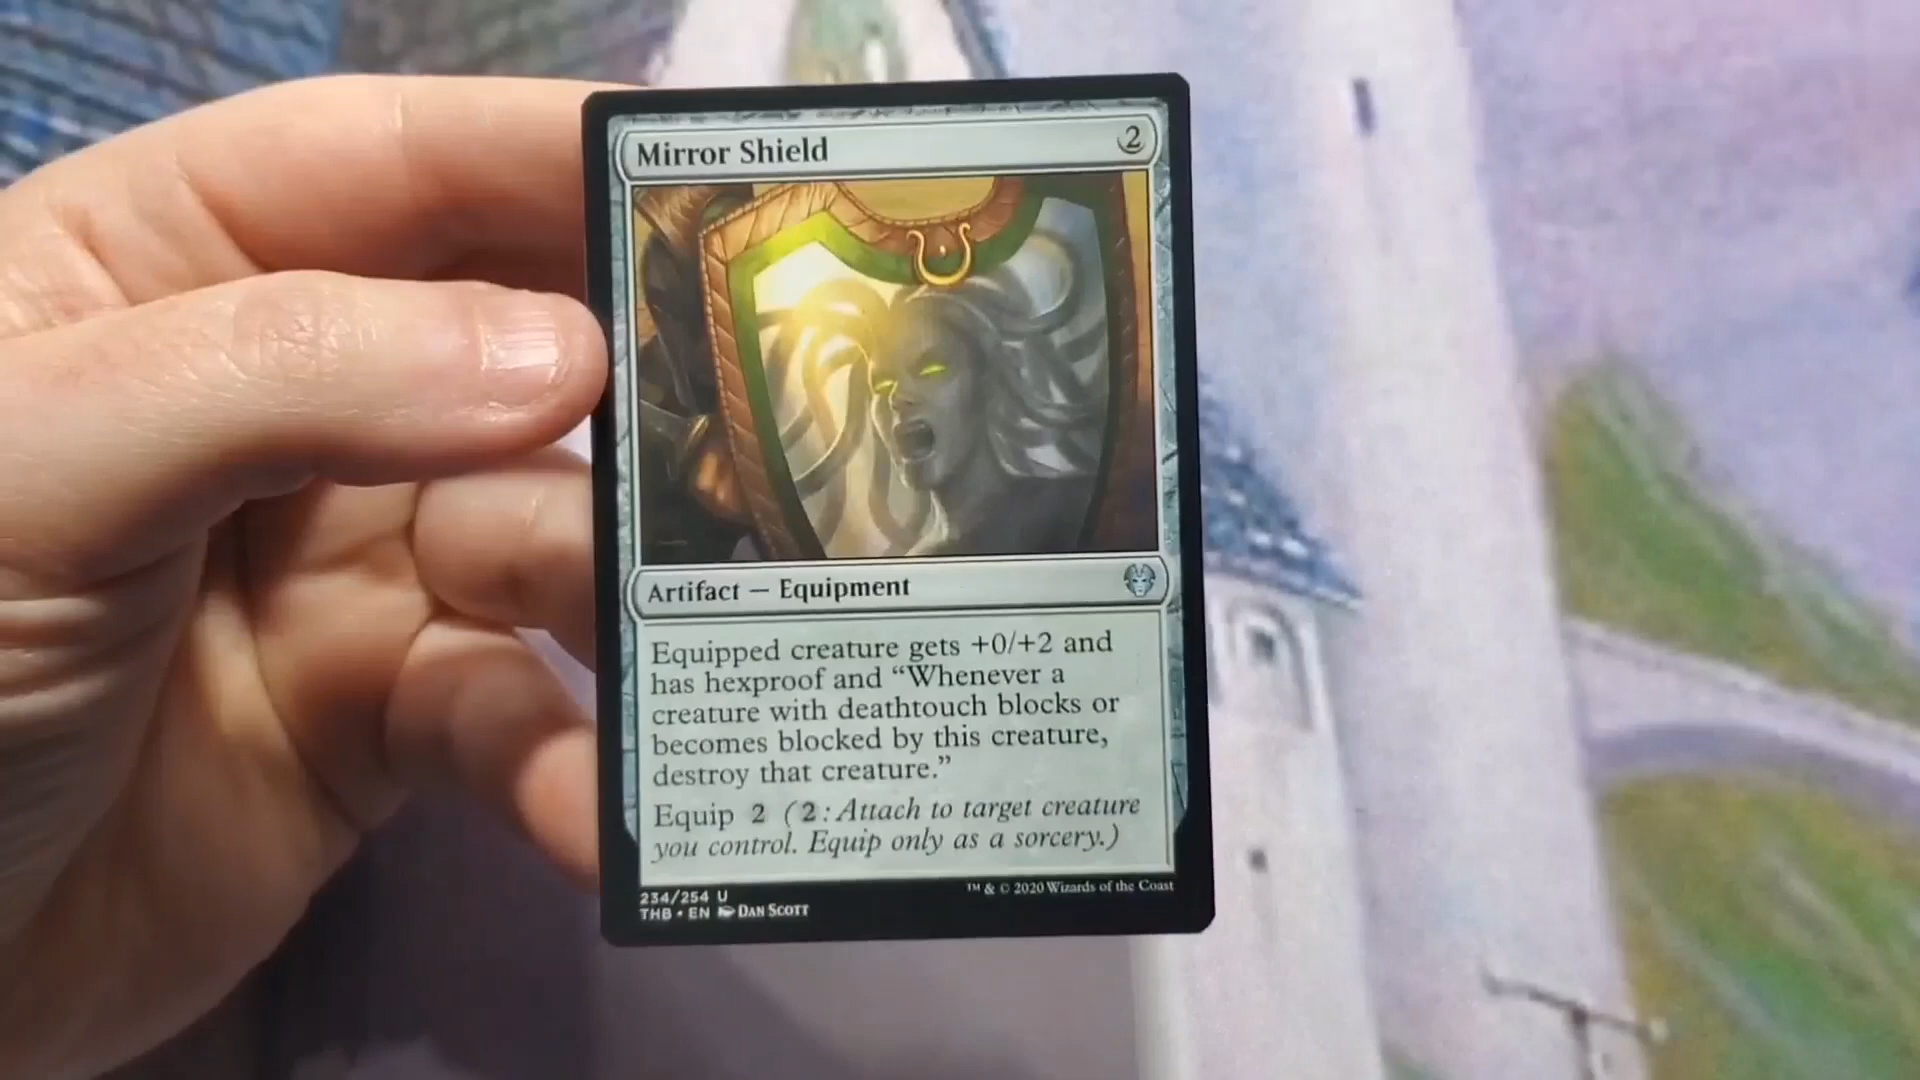 Mirror Shield 2
Artifact — Equipment
Equipped creature gets +0/+2 and
has hexproof and “Whenever a
creature with deathtouch blocks or
becomes blocked by this creature,
destroy that creature.”
Equip 2 (2: Attach to target creature
you control. Equip only as a sorcery.)
234/254 U
™ & © 2020 Wizards of the Coast
THB • EN Dan Scott